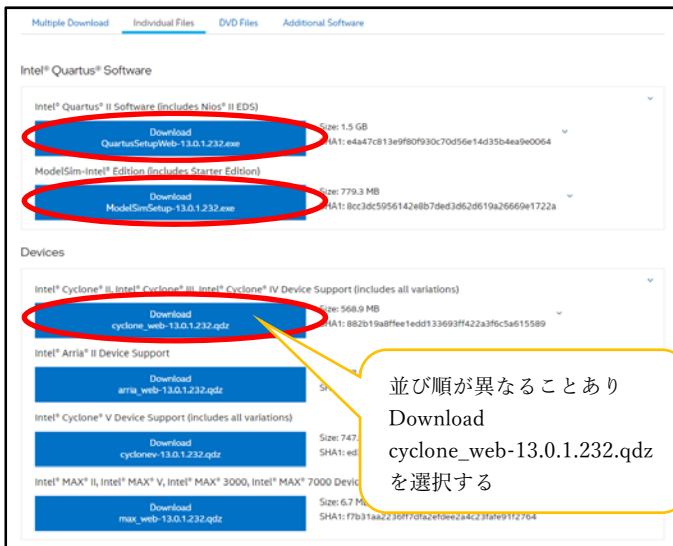 Multiple Download Individual Files DVD Files Additional Software
Intel® Quartus® Software
Intel® Quartus® II Software (includes Nios® II EDS)
Download
QuartusSetupWeb-13.0.1.232.exe
Size: 1.5 GB
SHA1: e4a47c813e9f80f930c70d56e14d35b4ea9e0064
ModelSim-Intel® Edition (includes Starter Edition)
Download
ModelSimSetup-13.0.1.232.exe
Size: 779.3 MB
SHA1: 8cc3dc5956142e8b7ded3d62d619a26669e1722a
Devices
Intel® Cyclone® II, Intel® Cyclone® III, Intel® Cyclone® IV Device Support (includes all variations)
Download
cyclone_web-13.0.1.232.qdz
Size: 568.9 MB
SHA1: 882b19a8ffee1edd133693ff422a3f6c5a615589
Intel® Arria® II Device Support
Download
arria_web-13.0.1.232.qdz
Intel® Cyclone® V Device Support (includes all variations)
Download
cyclonev-13.0.1.232.qdz
Size: 747.
SHA1: ed
Intel® MAX® II, Intel® MAX® V, Intel® MAX® 3000, Intel® MAX® 7000
Download
max_web-13.0.1.232.qdz
Size: 6.7
SHA1: f7b31aa2236ff7dfa2efdee2a4c23fafe91f2764
並び順が異なることあり
Download
cyclone_web-13.0.1.232.qdz
を選択する